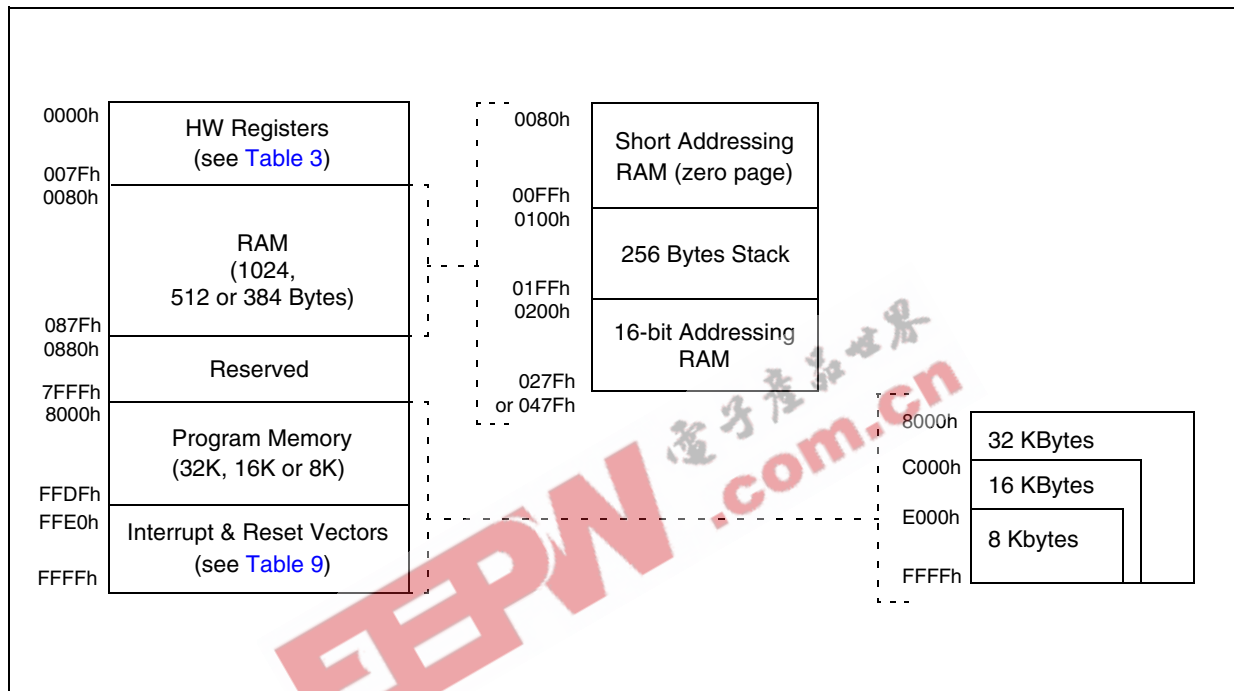 0000h
HW Registers
(see Table 3)
007Fh
0080h
RAM
(1024,
512 or 384 Bytes)
087Fh
0880h
Reserved
7FFFh
8000h
Program Memory
(32K, 16K or 8K)
FFDFh
FFE0h
Interrupt & Reset Vectors
(see Table 9)
FFFFh
0080h
Short Addressing
RAM (zero page)
00FFh
0100h
256 Bytes Stack
01FFh
0200h
16-bit Addressing
RAM
027Fh
or 047Fh
8000h
32 KBytes
C000h
16 KBytes
E000h
8 Kbytes
FFFFh
EEPW
.com.cn
電子產品世界